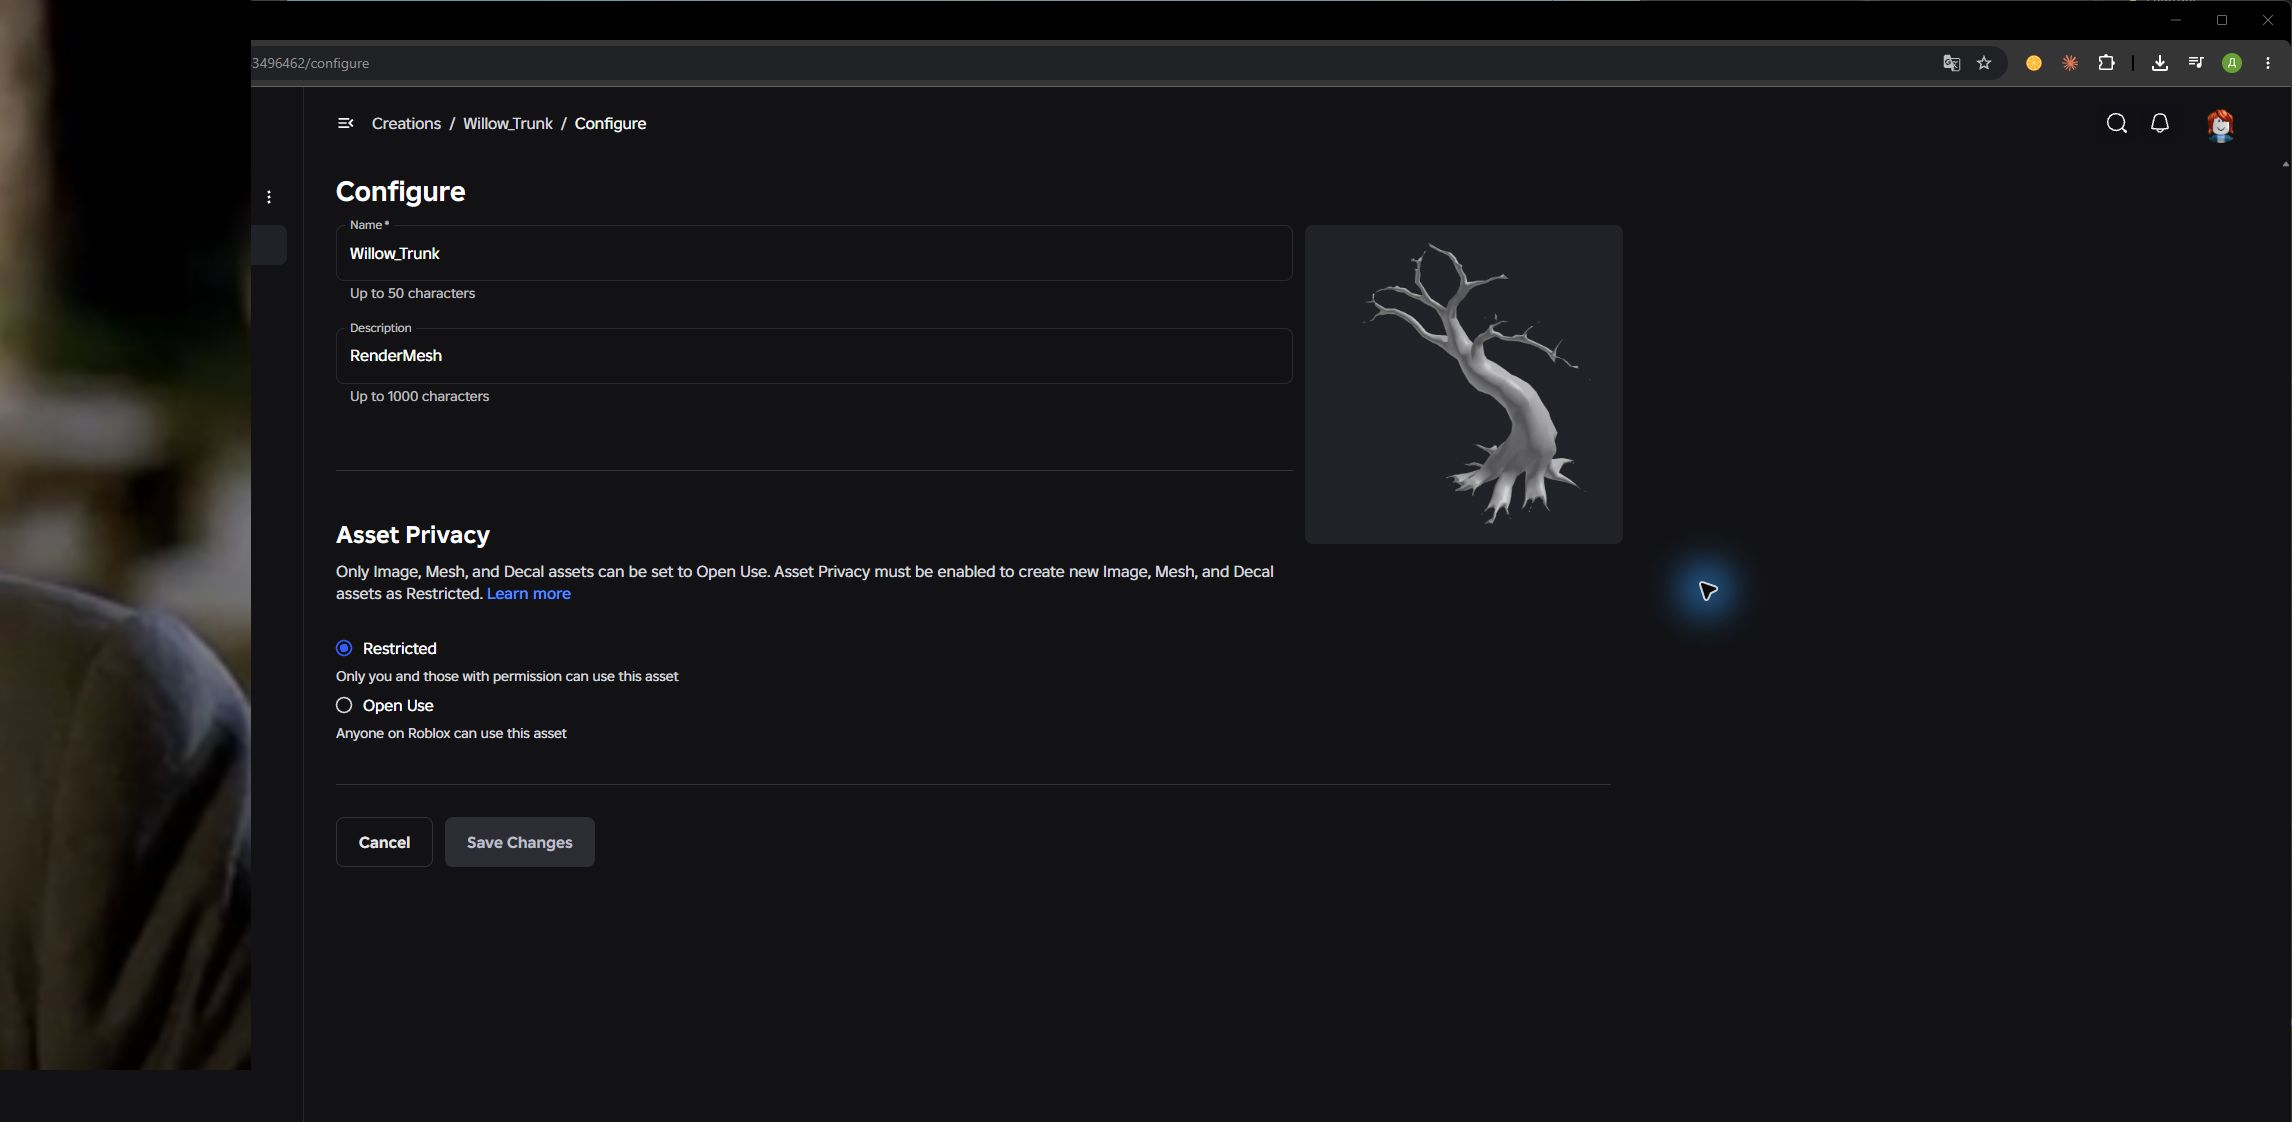 3496462/configure
Д
Creations / Willow_Trunk / Configure
Configure
Name *
Willow_Trunk
Up to 50 characters
Description
RenderMesh
Up to 1000 characters
Asset Privacy
Only Image, Mesh, and Decal assets can be set to Open Use. Asset Privacy must be enabled to create new Image, Mesh, and Decal
assets as Restricted. Learn more
Restricted
Only you and those with permission can use this asset
Open Use
Anyone on Roblox can use this asset
Cancel
Save Changes